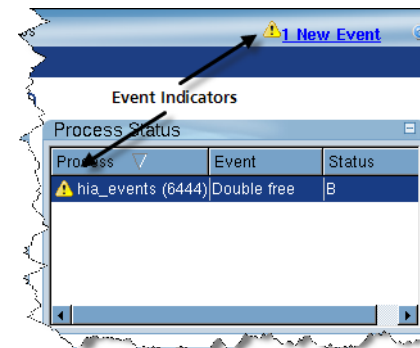 1 New Event
Event Indicators
Process Status
Process Event Status
hia_events (6444) Double free B